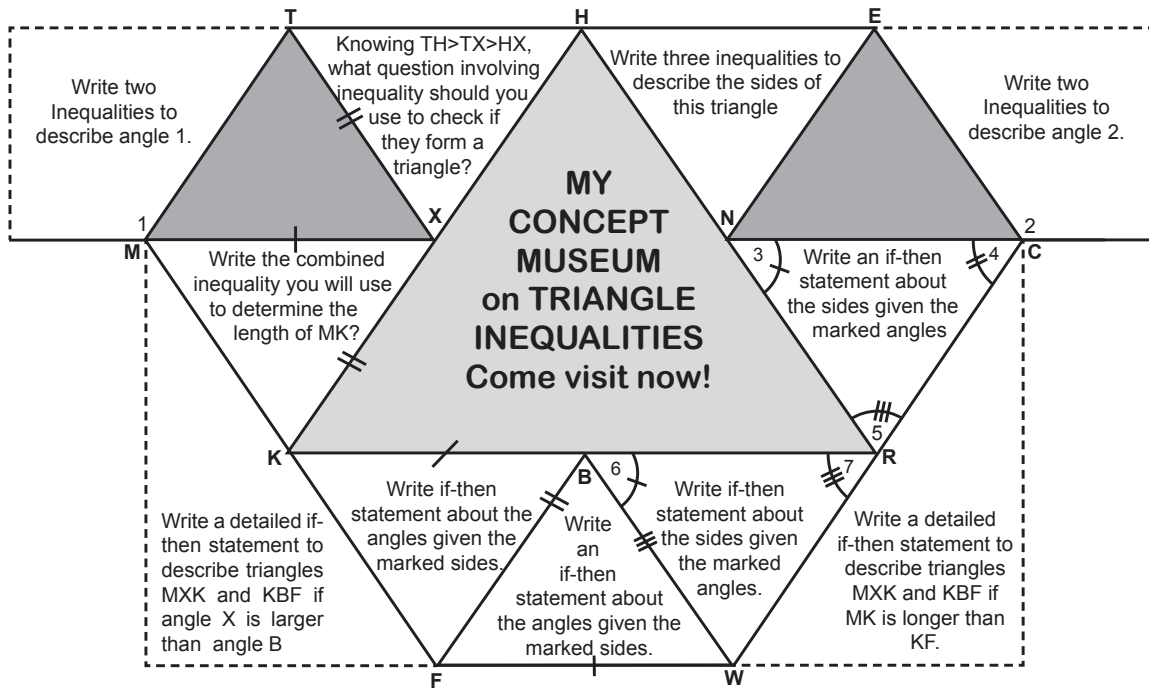 T
H
E
Write two
Inequalities to
describe angle 1.
Knowing TH>TX>HX,
what question involving
inequality should you
use to check if
they form a
triangle?
Write three inequalities to
describe the sides of
this triangle
Write two
Inequalities to
describe angle 2.
MY
CONCEPT
MUSEUM
on TRIANGLE
INEQUALITIES
Come visit now!
1
M
X
N
2
C
3
4
Write the combined
inequality you will use
to determine the
length of MK?
Write an if-then
statement about
the sides given the
marked angles
5
K
B
R
6
7
Write a detailed if-
then statement to
describe triangles
MXK and KBF if
angle X is larger
than angle B
Write if-then
statement about the
angles given the
marked sides.
Write
an
if-then
statement about
the angles given the
marked sides.
Write if-then
statement about
the sides given
the marked
angles.
Write a detailed
if-then statement to
describe triangles
MXK and KBF if
MK is longer than
KF.
F
W